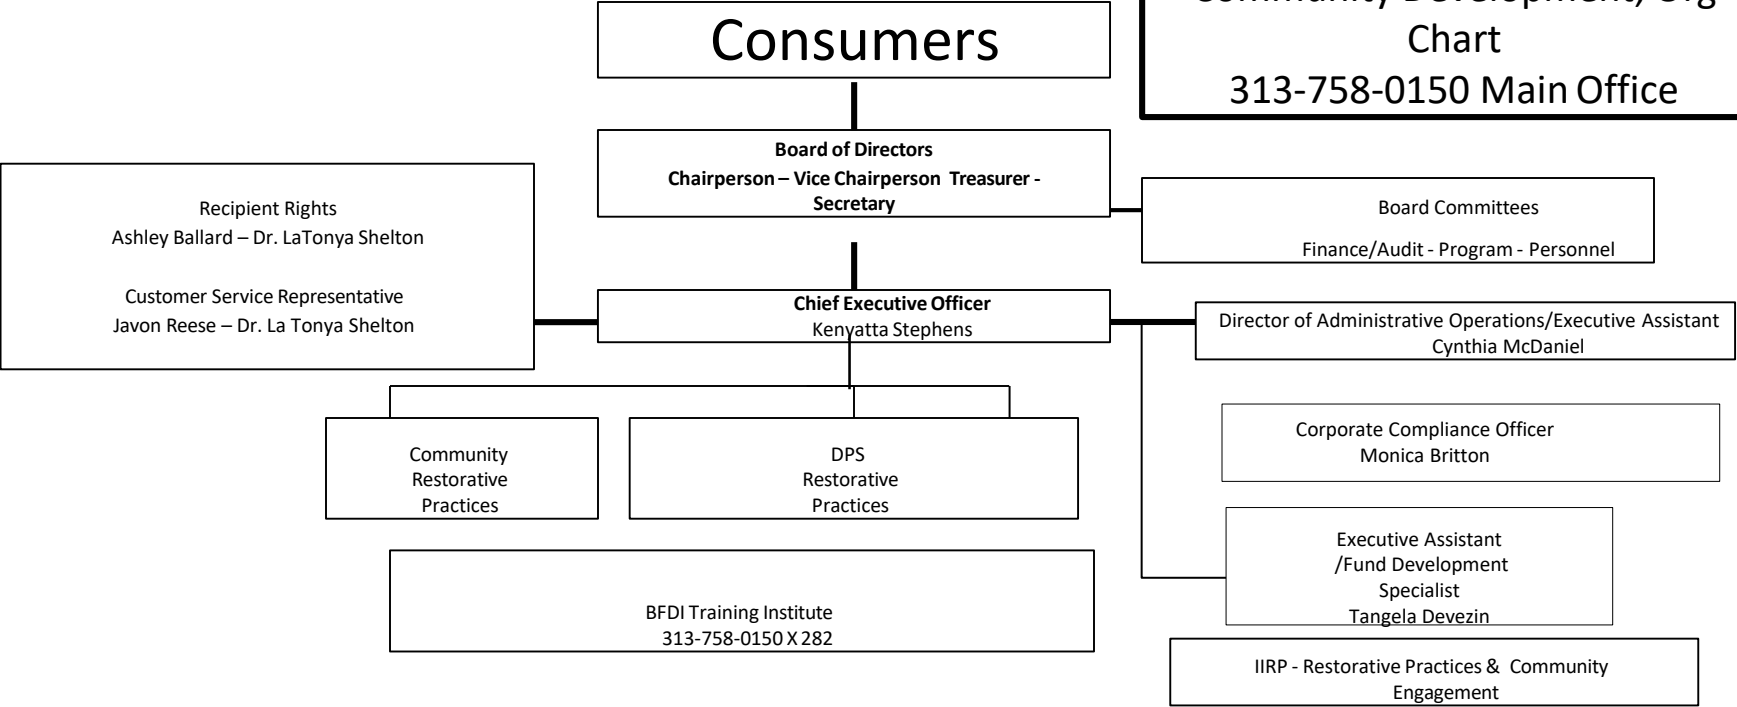 Community Development, Org
Chart
313-758-0150 Main Office
Consumers
Board of Directors
Chairperson – Vice Chairperson Treasurer -
Secretary
Recipient Rights
Ashley Ballard – Dr. LaTonya Shelton
Customer Service Representative
Javon Reese – Dr. La Tonya Shelton
Board Committees
Finance/Audit - Program - Personnel
Chief Executive Officer
Kenyatta Stephens
Director of Administrative Operations/Executive Assistant
Cynthia McDaniel
Community
Restorative
Practices
DPS
Restorative
Practices
Corporate Compliance Officer
Monica Britton
Executive Assistant
/Fund Development
Specialist
Tangela Devezin
BFDI Training Institute
313-758-0150 X 282
IIRP - Restorative Practices & Community
Engagement